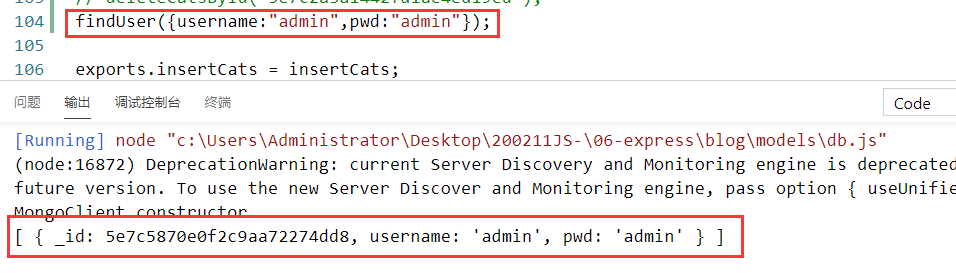 104 findUser({username:"admin",pwd:"admin"});
105
106 exports.insertCats = insertCats;
问题 输出 调试控制台 终端 Code
[Running] node "c:\Users\Administrator\Desktop\200211JS-\06-express\blog\models\db.js"
(node:16872) DeprecationWarning: current Server Discovery and Monitoring engine is deprecated
future version. To use the new Server Discover and Monitoring engine, pass option { useUnifie
MongoClient constructor
[ { _id: 5e7c5870e0f2c9aa72274dd8, username: 'admin', pwd: 'admin' } ]